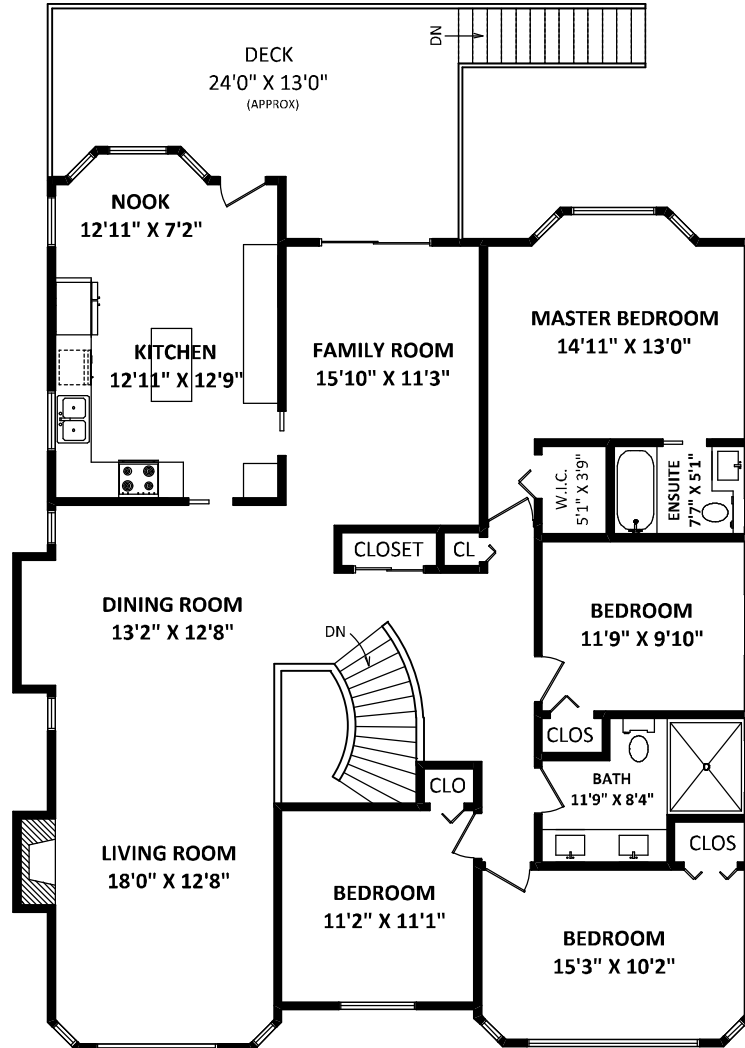 DN
DECK
24'0" X 13'0"
(APPROX)
NOOK
12'11" X 7'2"
MASTER BEDROOM
14'11" X 13'0"
KITCHEN
12'11" X 12'9"
FAMILY ROOM
15'10" X 11'3"
W.I.C.
5'1" X 3'9"
ENSUITE
7'7" X 5'1"
CLOSET
CL
DINING ROOM
13'2" X 12'8"
BEDROOM
11'9" X 9'10"
DN
CLOS
BATH
11'9" X 8'4"
CLO
CLOS
LIVING ROOM
18'0" X 12'8"
BEDROOM
11'2" X 11'1"
BEDROOM
15'3" X 10'2"